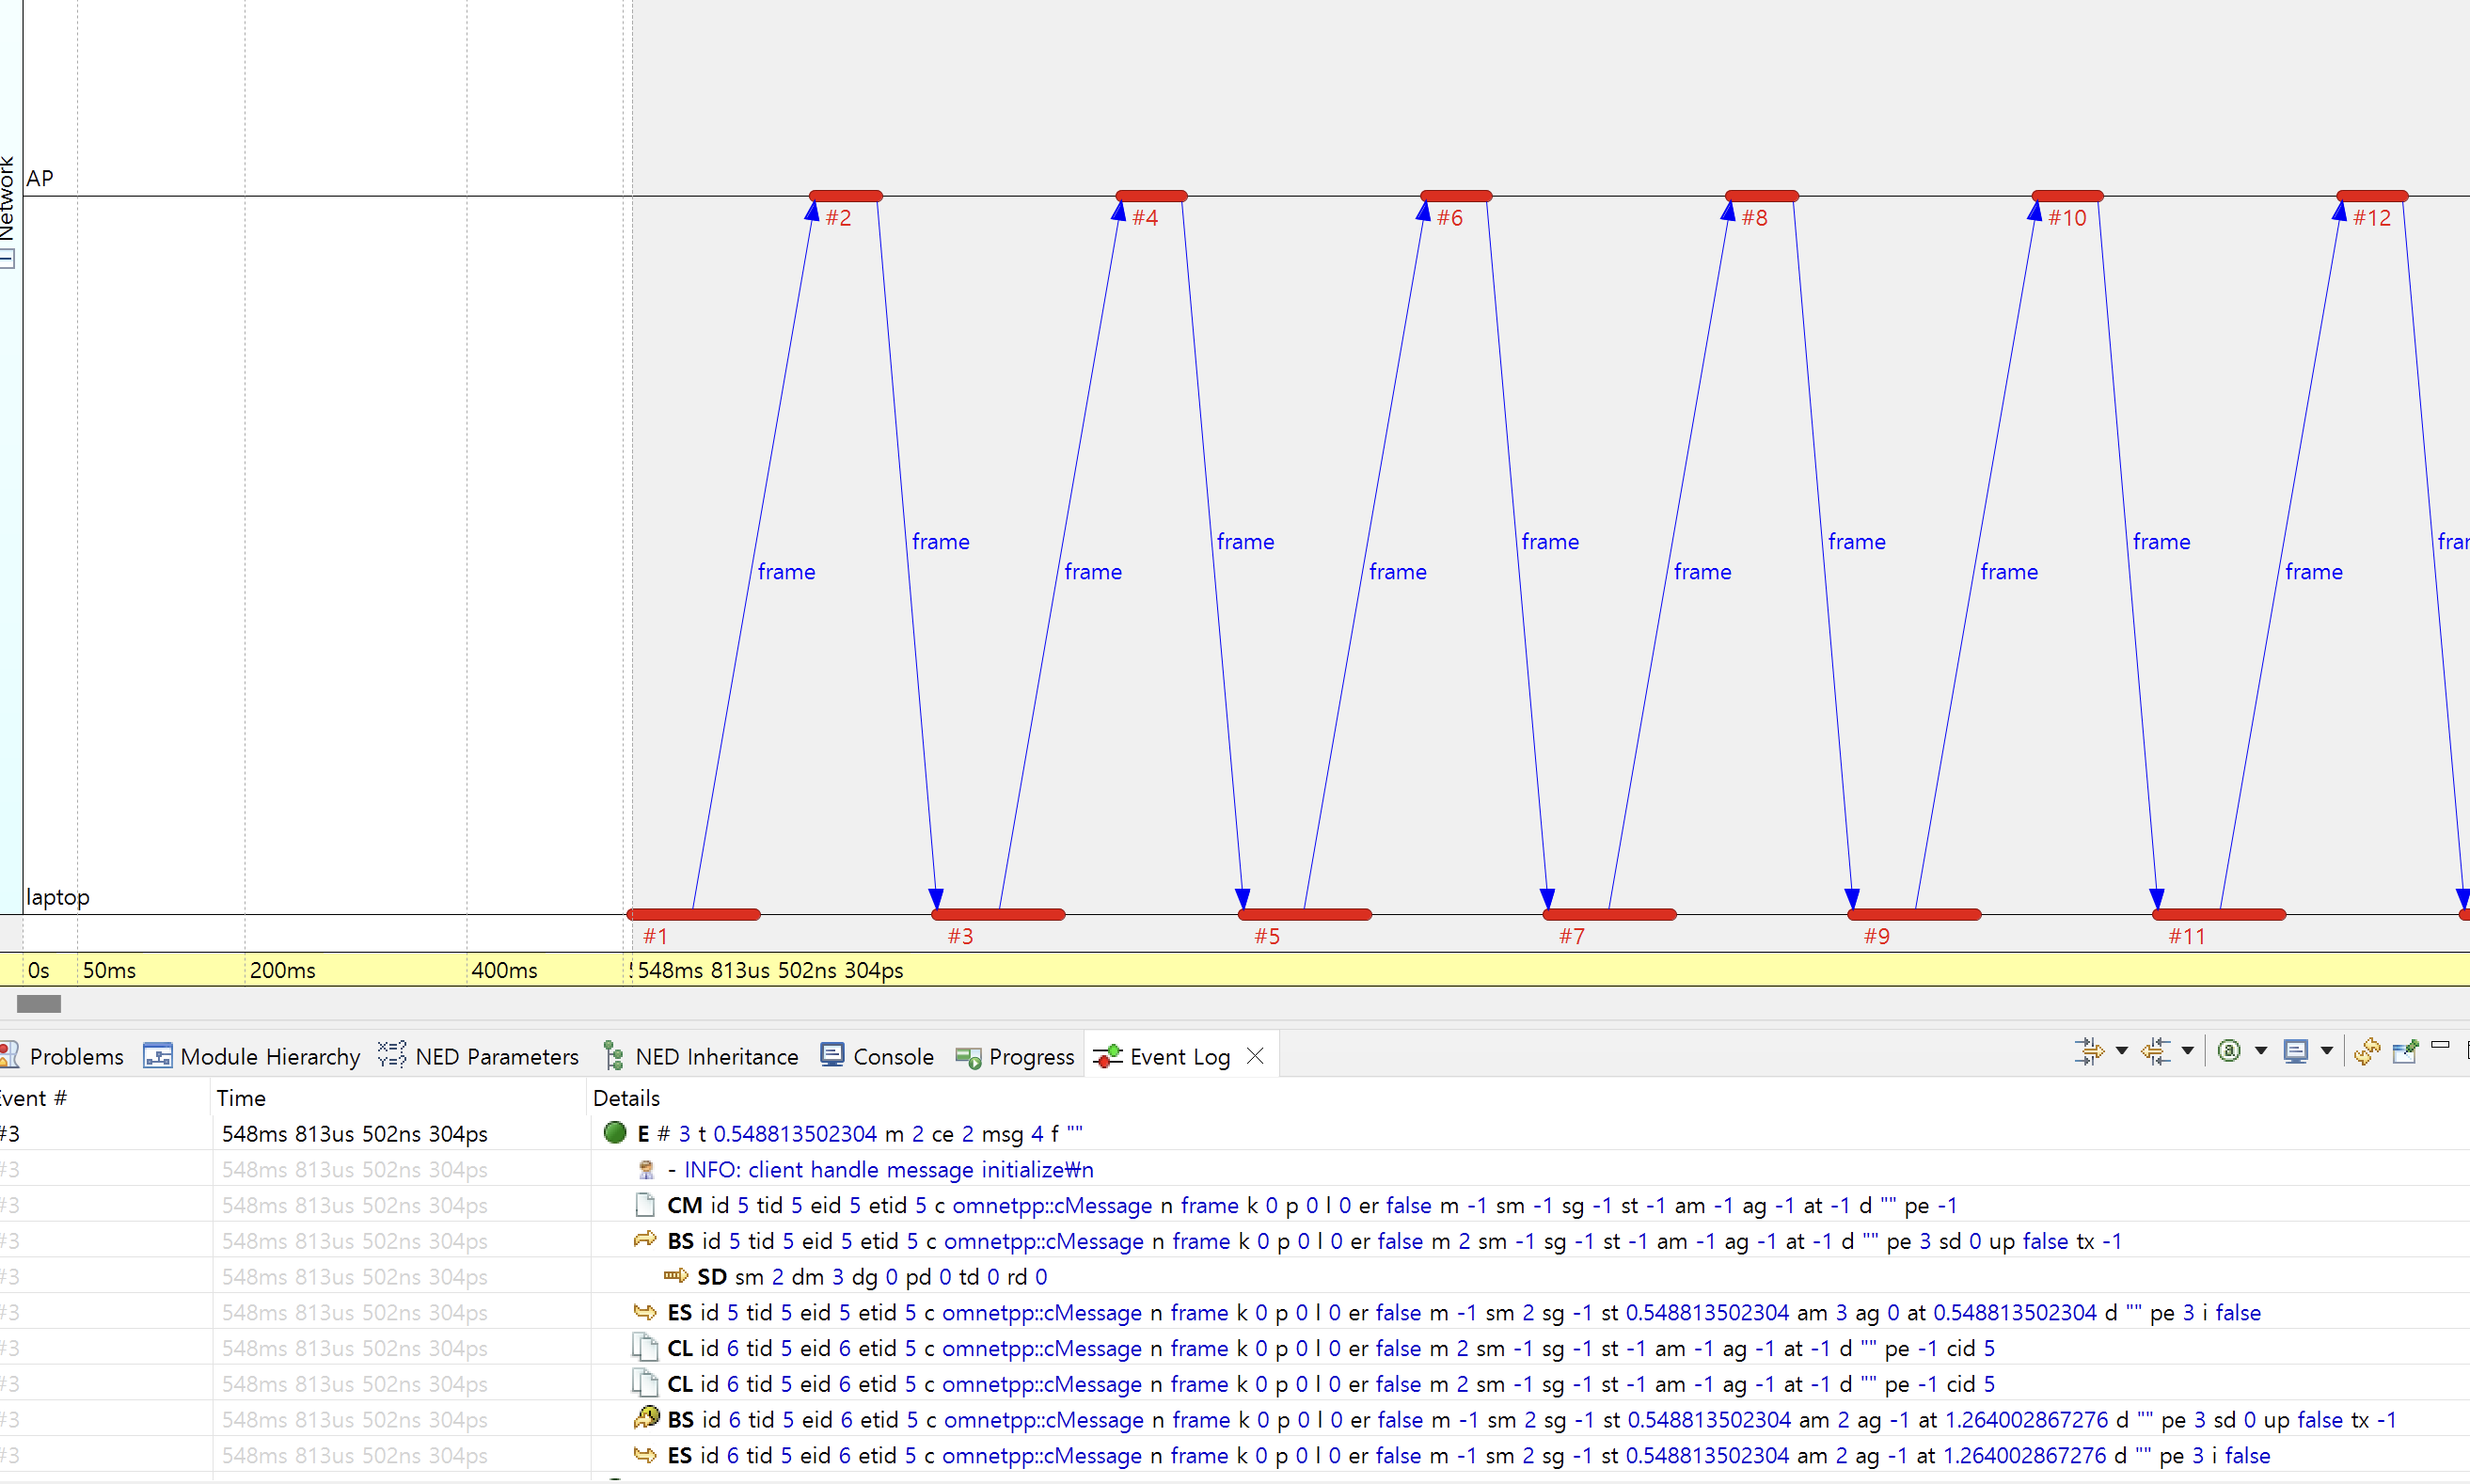 Network
AP
#2 #4 #6 #8 #10 #12
frame frame frame frame frame
frame frame frame frame frame frame
laptop
#1 #3 #5 #7 #9 #11
0s 50ms 200ms 400ms 548ms 813us 502ns 304ps
Problems Module Hierarchy NED Parameters NED Inheritance Console Progress Event Log
vent # Time Details
#3 548ms 813us 502ns 304ps E # 3 t 0.548813502304 m 2 ce 2 msg 4 f ""
#3 548ms 813us 502ns 304ps - INFO: client handle message initialize₩n
#3 548ms 813us 502ns 304ps CM id 5 tid 5 eid 5 etid 5 c omnetpp::cMessage n frame k 0 p 0 l 0 er false m -1 sm -1 sg -1 st -1 am -1 ag -1 at -1 d "" pe -1
#3 548ms 813us 502ns 304ps BS id 5 tid 5 eid 5 etid 5 c omnetpp::cMessage n frame k 0 p 0 l 0 er false m 2 sm -1 sg -1 st -1 am -1 ag -1 at -1 d "" pe 3 sd 0 up false tx -1
#3 548ms 813us 502ns 304ps SD sm 2 dm 3 dg 0 pd 0 td 0 rd 0
#3 548ms 813us 502ns 304ps ES id 5 tid 5 eid 5 etid 5 c omnetpp::cMessage n frame k 0 p 0 l 0 er false m -1 sm 2 sg -1 st 0.548813502304 am 3 ag 0 at 0.548813502304 d "" pe 3 i false
#3 548ms 813us 502ns 304ps CL id 6 tid 5 eid 6 etid 5 c omnetpp::cMessage n frame k 0 p 0 l 0 er false m 2 sm -1 sg -1 st -1 am -1 ag -1 at -1 d "" pe -1 cid 5
#3 548ms 813us 502ns 304ps CL id 6 tid 5 eid 6 etid 5 c omnetpp::cMessage n frame k 0 p 0 l 0 er false m 2 sm -1 sg -1 st -1 am -1 ag -1 at -1 d "" pe -1 cid 5
#3 548ms 813us 502ns 304ps BS id 6 tid 5 eid 6 etid 5 c omnetpp::cMessage n frame k 0 p 0 l 0 er false m -1 sm 2 sg -1 st 0.548813502304 am 2 ag -1 at 1.264002867276 d "" pe 3 sd 0 up false tx -1
#3 548ms 813us 502ns 304ps ES id 6 tid 5 eid 6 etid 5 c omnetpp::cMessage n frame k 0 p 0 l 0 er false m -1 sm 2 sg -1 st 0.548813502304 am 2 ag -1 at 1.264002867276 d "" pe 3 i false